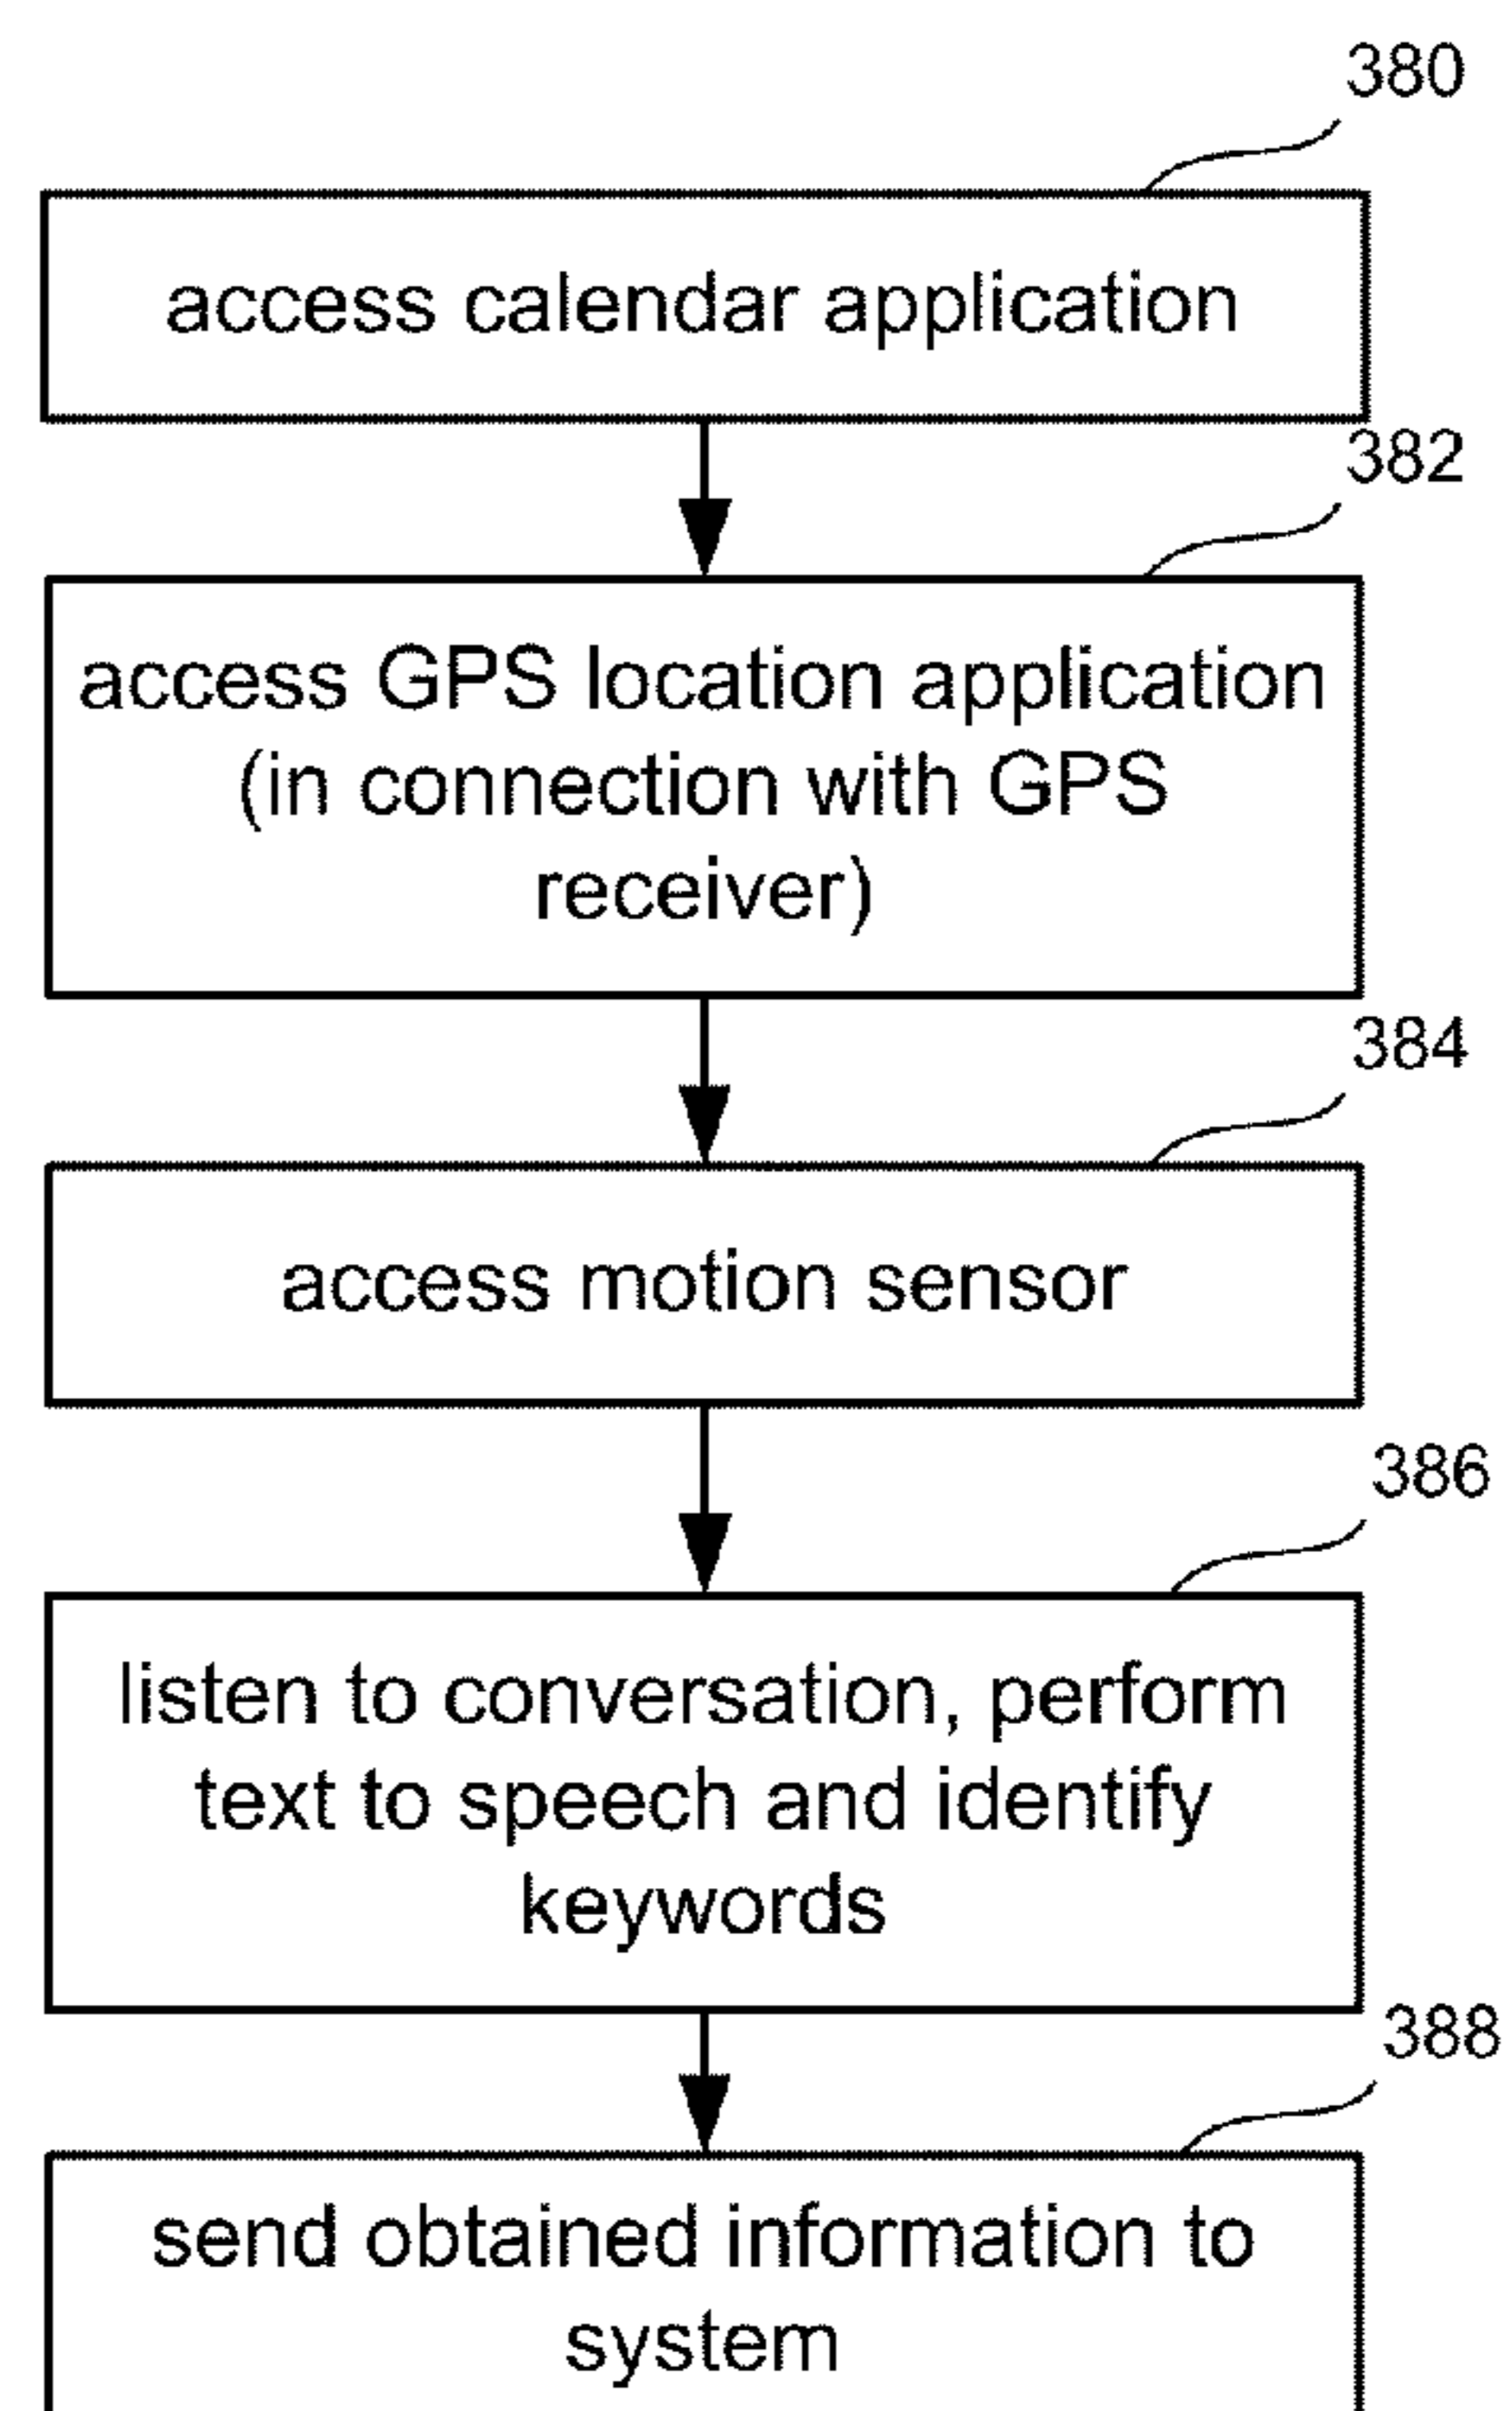 380
access calendar application
382
access GPS location application
(in connection with GPS
receiver)
384
access motion sensor
386
listen to conversation, perform
text to speech and identify
keywords
388
send obtained information to
system